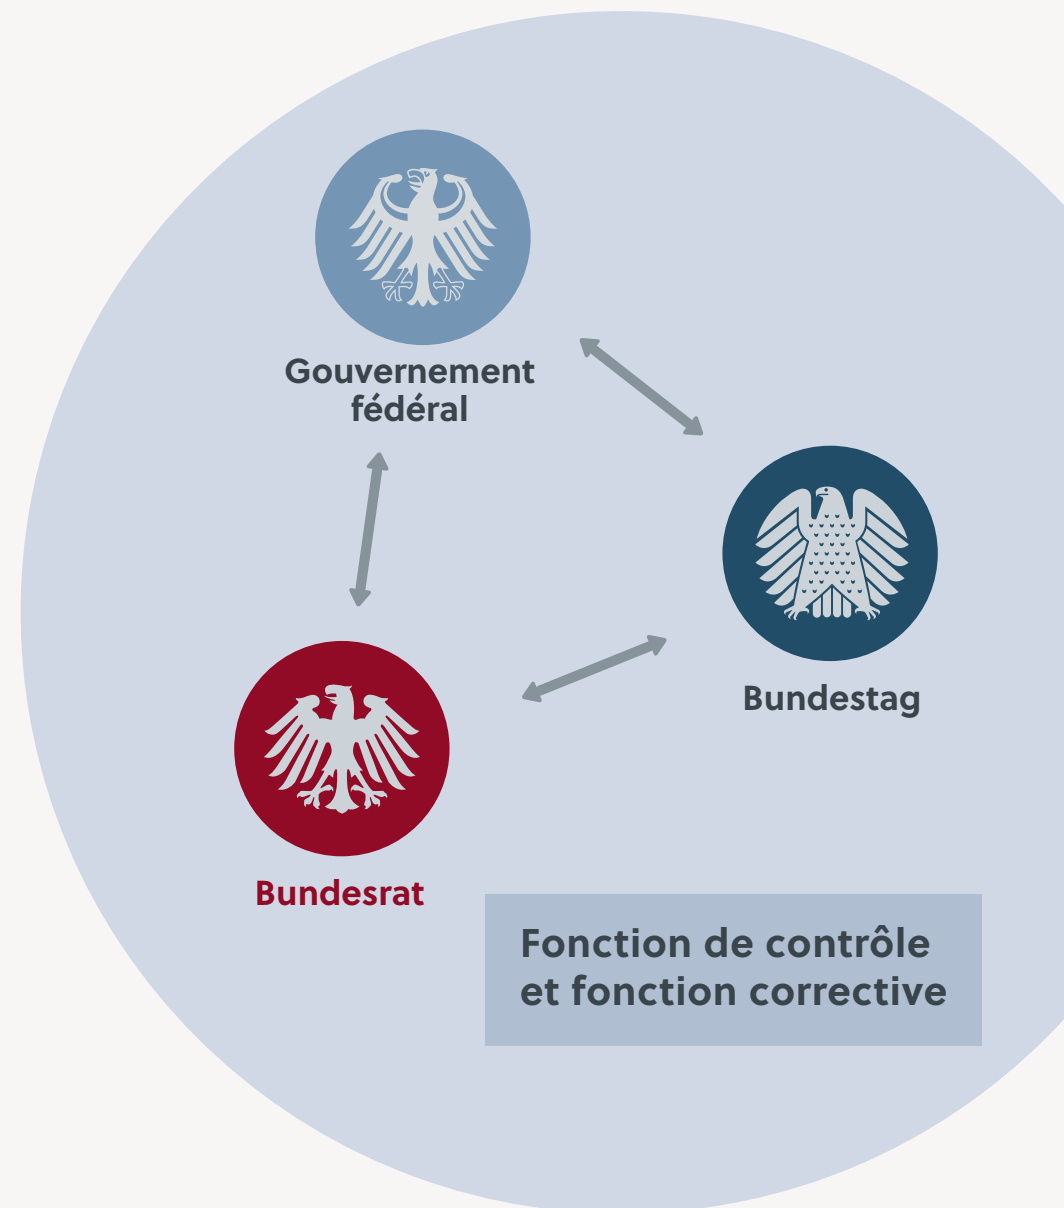 Gouvernement
fédéral
Bundestag
Bundesrat
Fonction de contrôle
et fonction corrective